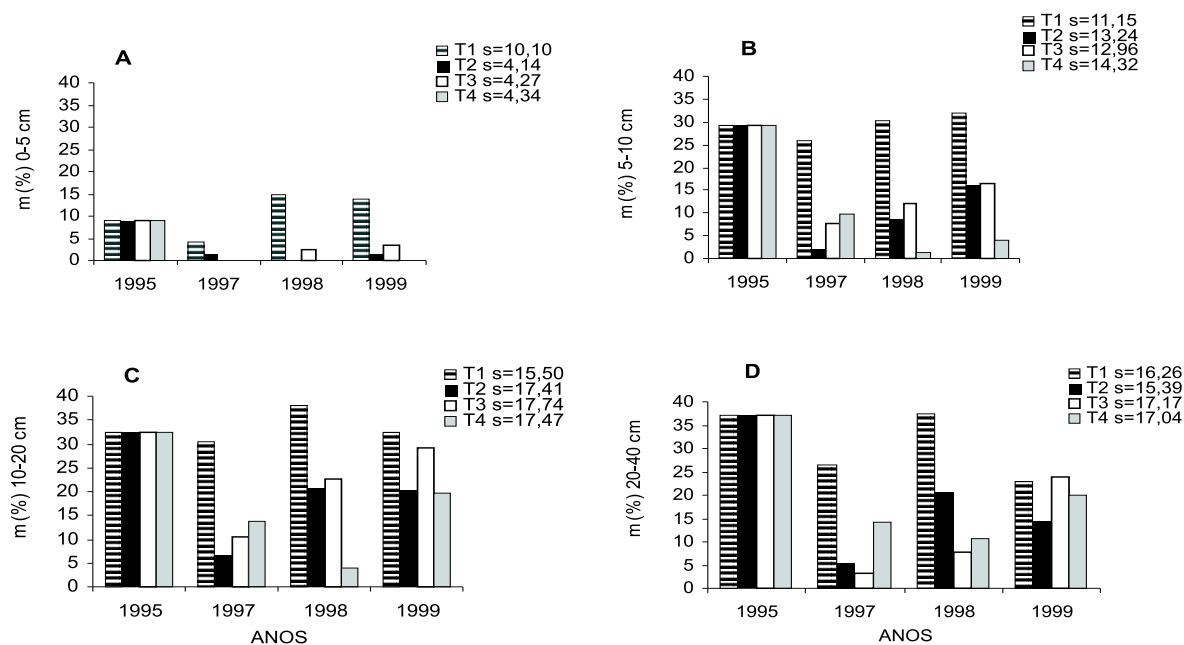 A
T1 s=10,10
T2 s=4,14
T3 s=4,27
T4 s=4,34
m (%) 0-5 cm
40
35
30
25
20
15
10
5
0
1995 1997 1998 1999
B
T1 s=11,15
T2 s=13,24
T3 s=12,96
T4 s=14,32
m (%) 5-10 cm
40
35
30
25
20
15
10
5
0
1995 1997 1998 1999
C
T1 s=15,50
T2 s=17,41
T3 s=17,74
T4 s=17,47
m (%) 10-20 cm
40
35
30
25
20
15
10
5
0
1995 1997 1998 1999
ANOS
D
T1 s=16,26
T2 s=15,39
T3 s=17,17
T4 s=17,04
m (%) 20-40 cm
40
35
30
25
20
15
10
5
0
1995 1997 1998 1999
ANOS